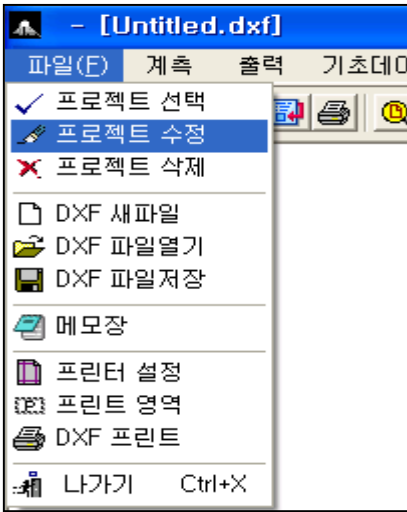 - [Untitled.dxf]
파일(F) 계측 출력 기초데
프로젝트 선택
프로젝트 수정
프로젝트 삭제
DXF 새파일
DXF 파일열기
DXF 파일저장
메모장
프린터 설정
프린트 영역
DXF 프린트
나가기 Ctrl+X